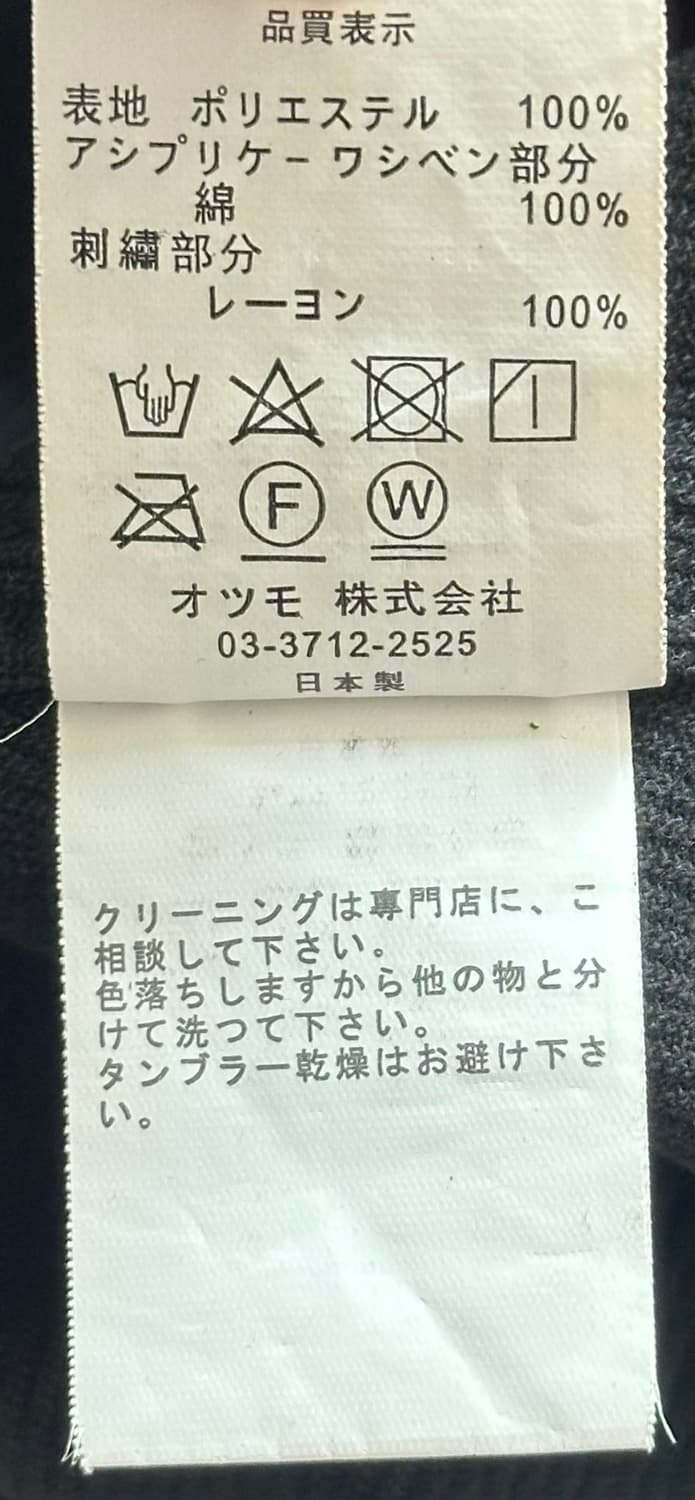 品買表示
表地 ポリエステル 100%
アシプリケ－ワシベン部分
綿 100%
刺繍部分
レーヨン 100%
F W
オツモ 株式会社
03-3712-2525
日本製
クリーニングは専門店に、こ
相談して下さい。
色落ちしますから他の物と分
けて洗つて下さい。
タンブラー乾燥はお避け下さ
い。